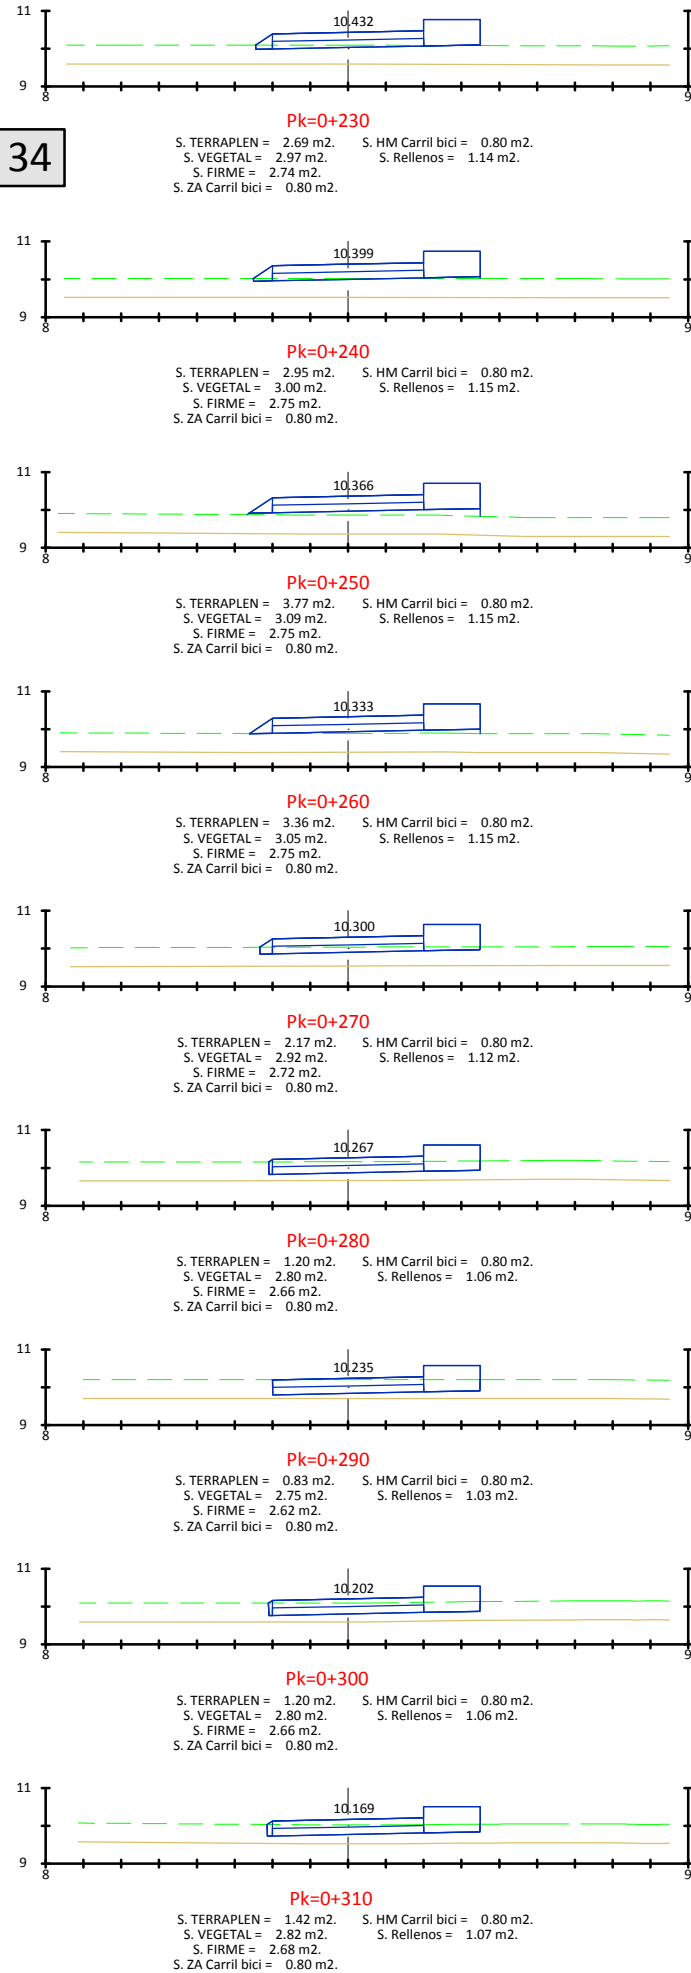 11
10.432
9
8
9
Pk=0+230
S. TERRAPLEN = 2.69 m2. S. HM Carril bici = 0.80 m2.
S. VEGETAL = 2.97 m2. S. Rellenos = 1.14 m2.
S. FIRME = 2.74 m2.
S. ZA Carril bici = 0.80 m2.
34
11
10.399
9
8
9
Pk=0+240
S. TERRAPLEN = 2.95 m2. S. HM Carril bici = 0.80 m2.
S. VEGETAL = 3.00 m2. S. Rellenos = 1.15 m2.
S. FIRME = 2.75 m2.
S. ZA Carril bici = 0.80 m2.
11
10.366
9
8
9
Pk=0+250
S. TERRAPLEN = 3.77 m2. S. HM Carril bici = 0.80 m2.
S. VEGETAL = 3.09 m2. S. Rellenos = 1.15 m2.
S. FIRME = 2.75 m2.
S. ZA Carril bici = 0.80 m2.
11
10.333
9
8
9
Pk=0+260
S. TERRAPLEN = 3.36 m2. S. HM Carril bici = 0.80 m2.
S. VEGETAL = 3.05 m2. S. Rellenos = 1.15 m2.
S. FIRME = 2.75 m2.
S. ZA Carril bici = 0.80 m2.
11
10.300
9
8
9
Pk=0+270
S. TERRAPLEN = 2.17 m2. S. HM Carril bici = 0.80 m2.
S. VEGETAL = 2.92 m2. S. Rellenos = 1.12 m2.
S. FIRME = 2.72 m2.
S. ZA Carril bici = 0.80 m2.
11
10.267
9
8
9
Pk=0+280
S. TERRAPLEN = 1.20 m2. S. HM Carril bici = 0.80 m2.
S. VEGETAL = 2.80 m2. S. Rellenos = 1.06 m2.
S. FIRME = 2.66 m2.
S. ZA Carril bici = 0.80 m2.
11
10.235
9
8
9
Pk=0+290
S. TERRAPLEN = 0.83 m2. S. HM Carril bici = 0.80 m2.
S. VEGETAL = 2.75 m2. S. Rellenos = 1.03 m2.
S. FIRME = 2.62 m2.
S. ZA Carril bici = 0.80 m2.
11
10.202
9
8
9
Pk=0+300
S. TERRAPLEN = 1.20 m2. S. HM Carril bici = 0.80 m2.
S. VEGETAL = 2.80 m2. S. Rellenos = 1.06 m2.
S. FIRME = 2.66 m2.
S. ZA Carril bici = 0.80 m2.
11
10.169
9
8
9
Pk=0+310
S. TERRAPLEN = 1.42 m2. S. HM Carril bici = 0.80 m2.
S. VEGETAL = 2.82 m2. S. Rellenos = 1.07 m2.
S. FIRME = 2.68 m2.
S. ZA Carril bici = 0.80 m2.